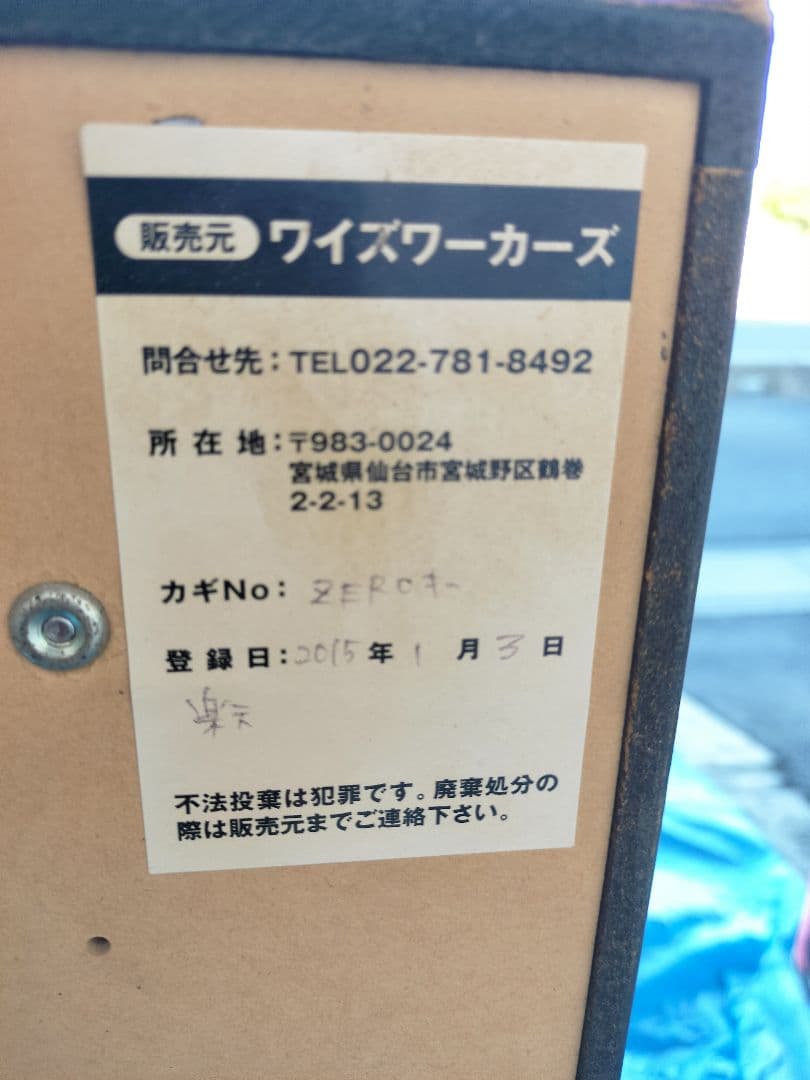 販売元 ワイズワーカーズ
問合せ先：TEL022-781-8492
所在地：〒983-0024
宮城県仙台市宮城野区鶴巻
2-2-13
カギNo： ZEROキー
登録日：2015年 1 月 3 日
楽天
不法投棄は犯罪です。廃棄処分の
際は販売元までご連絡下さい。